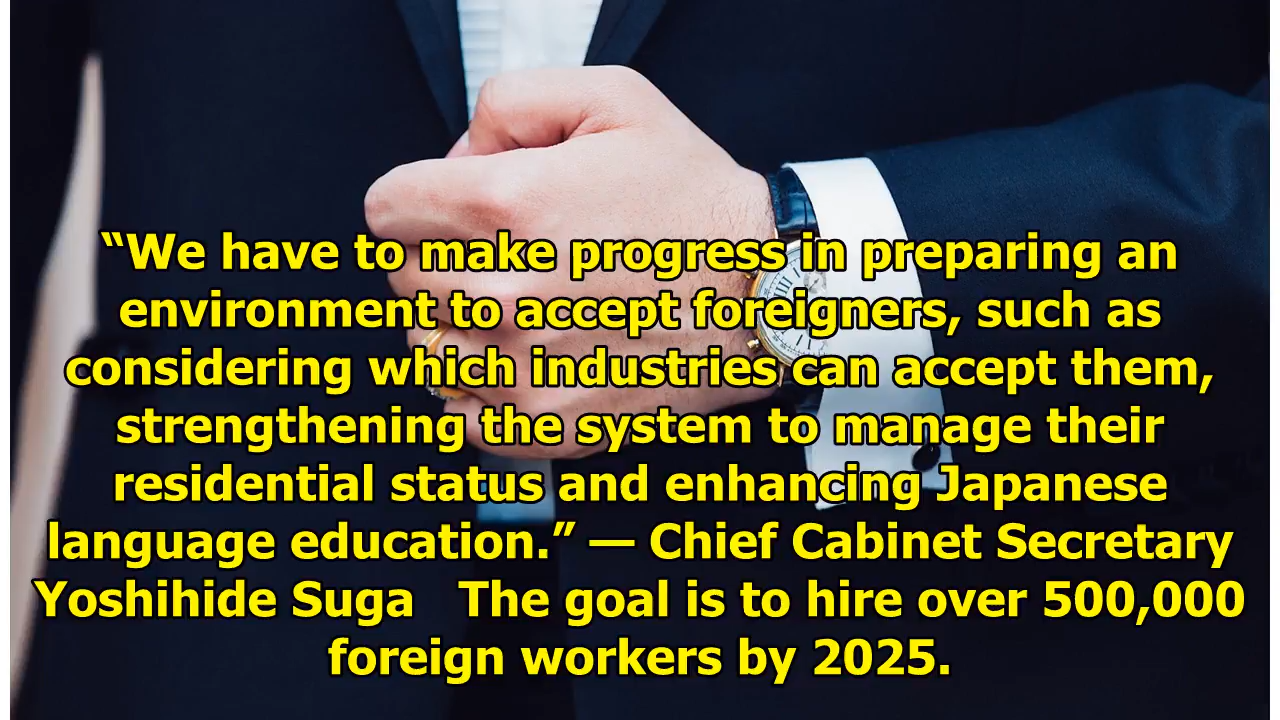 “We have to make progress in preparing an
environment to accept foreigners, such as
considering which industries can accept them,
strengthening the system to manage their
residential status and enhancing Japanese
language education.” — Chief Cabinet Secretary
Yoshihide Suga The goal is to hire over 500,000
foreign workers by 2025.